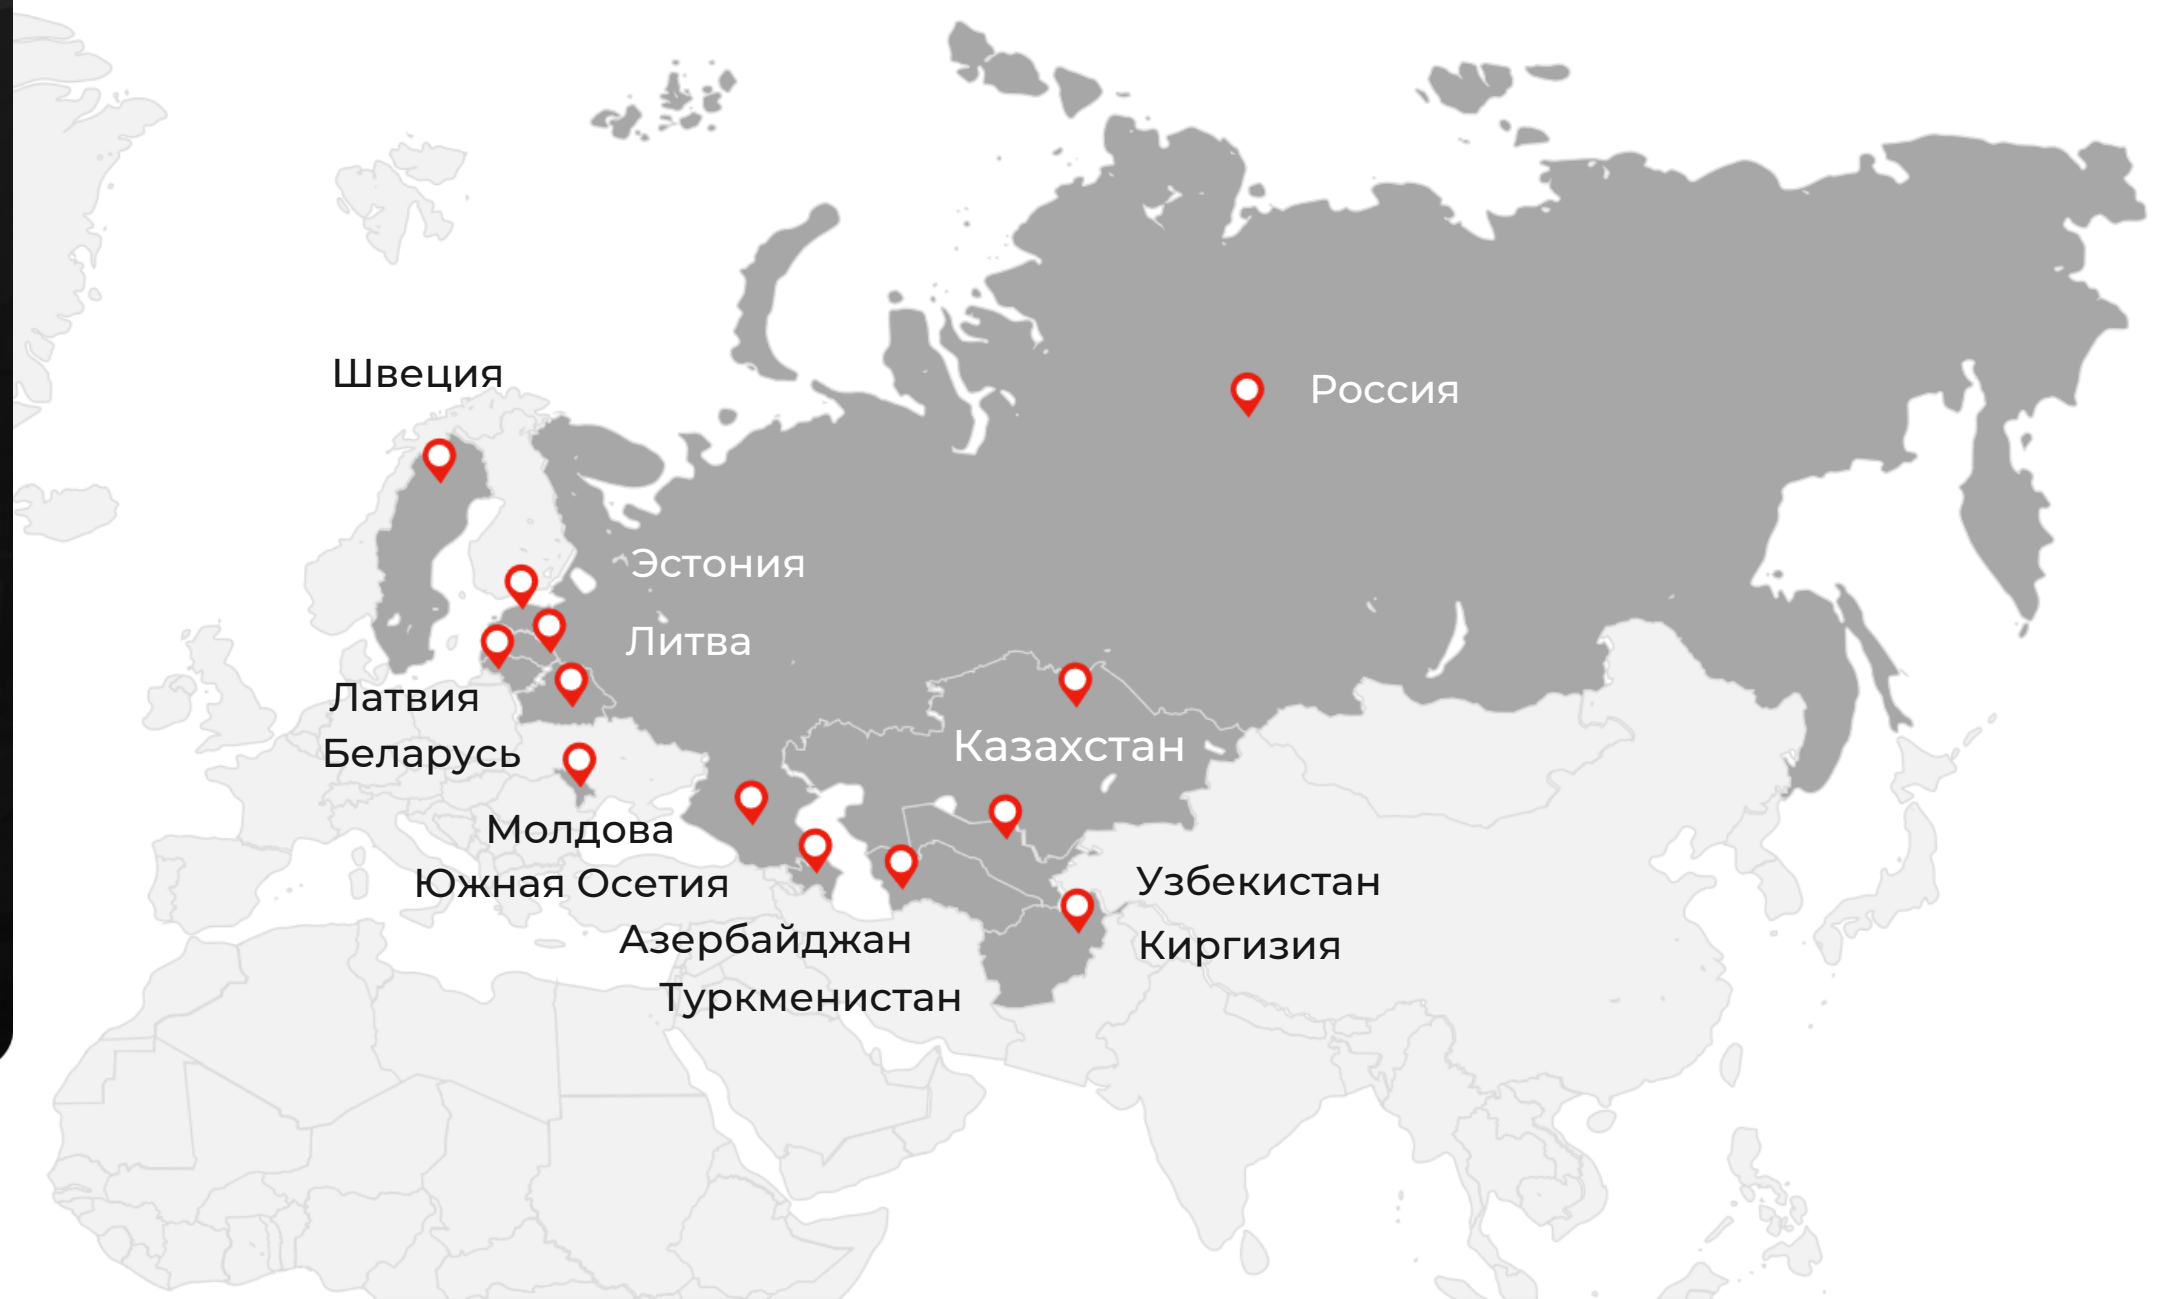 Швеция
Россия
Эстония
Литва
Латвия
Беларусь
Казахстан
Молдова
Южная Осетия
Узбекистан
Азербайджан
Киргизия
Туркменистан